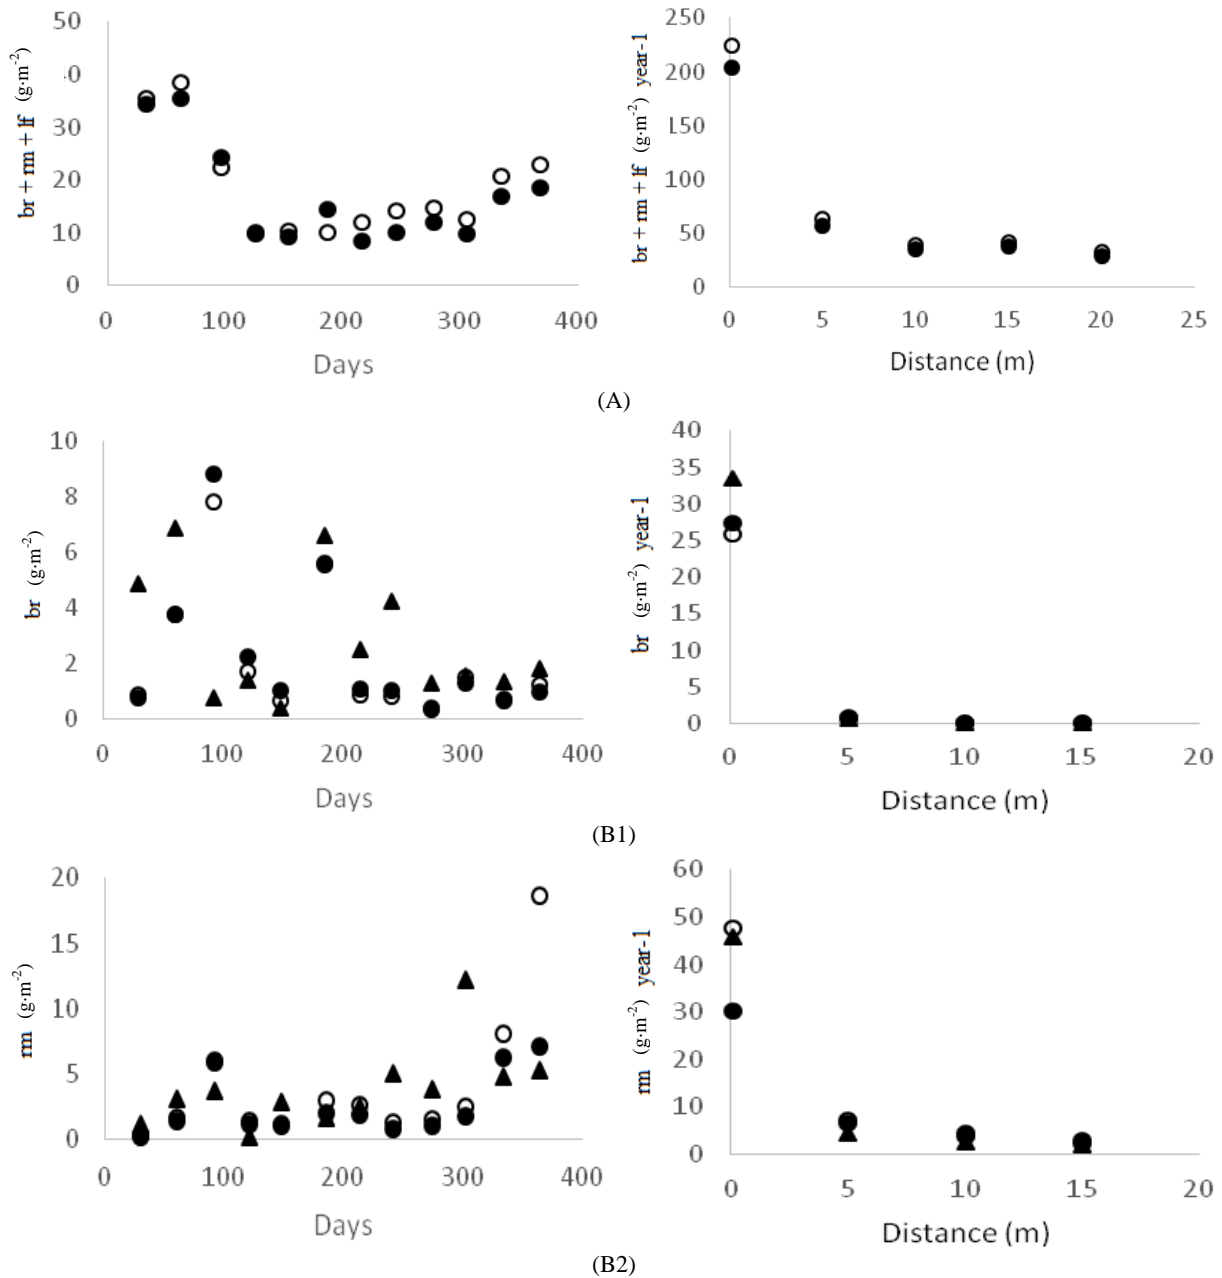 50
40
30
20
10
0
br + rm + lf (g·m-2)
0 100 200 300 400
Days
250
200
150
100
50
0
br + rm + lf (g·m-2) year-1
0 5 10 15 20 25
Distance (m)
(A)
10
8
6
4
2
0
br (g·m-2)
0 100 200 300 400
Days
40
35
30
25
20
15
10
5
0
br (g·m-2) year-1
0 5 10 15 20
Distance (m)
(B1)
20
15
10
5
0
rm (g·m-2)
0 100 200 300 400
Days
60
50
40
30
20
10
0
rm (g·m-2) year-1
0 5 10 15 20
Distance (m)
(B2)